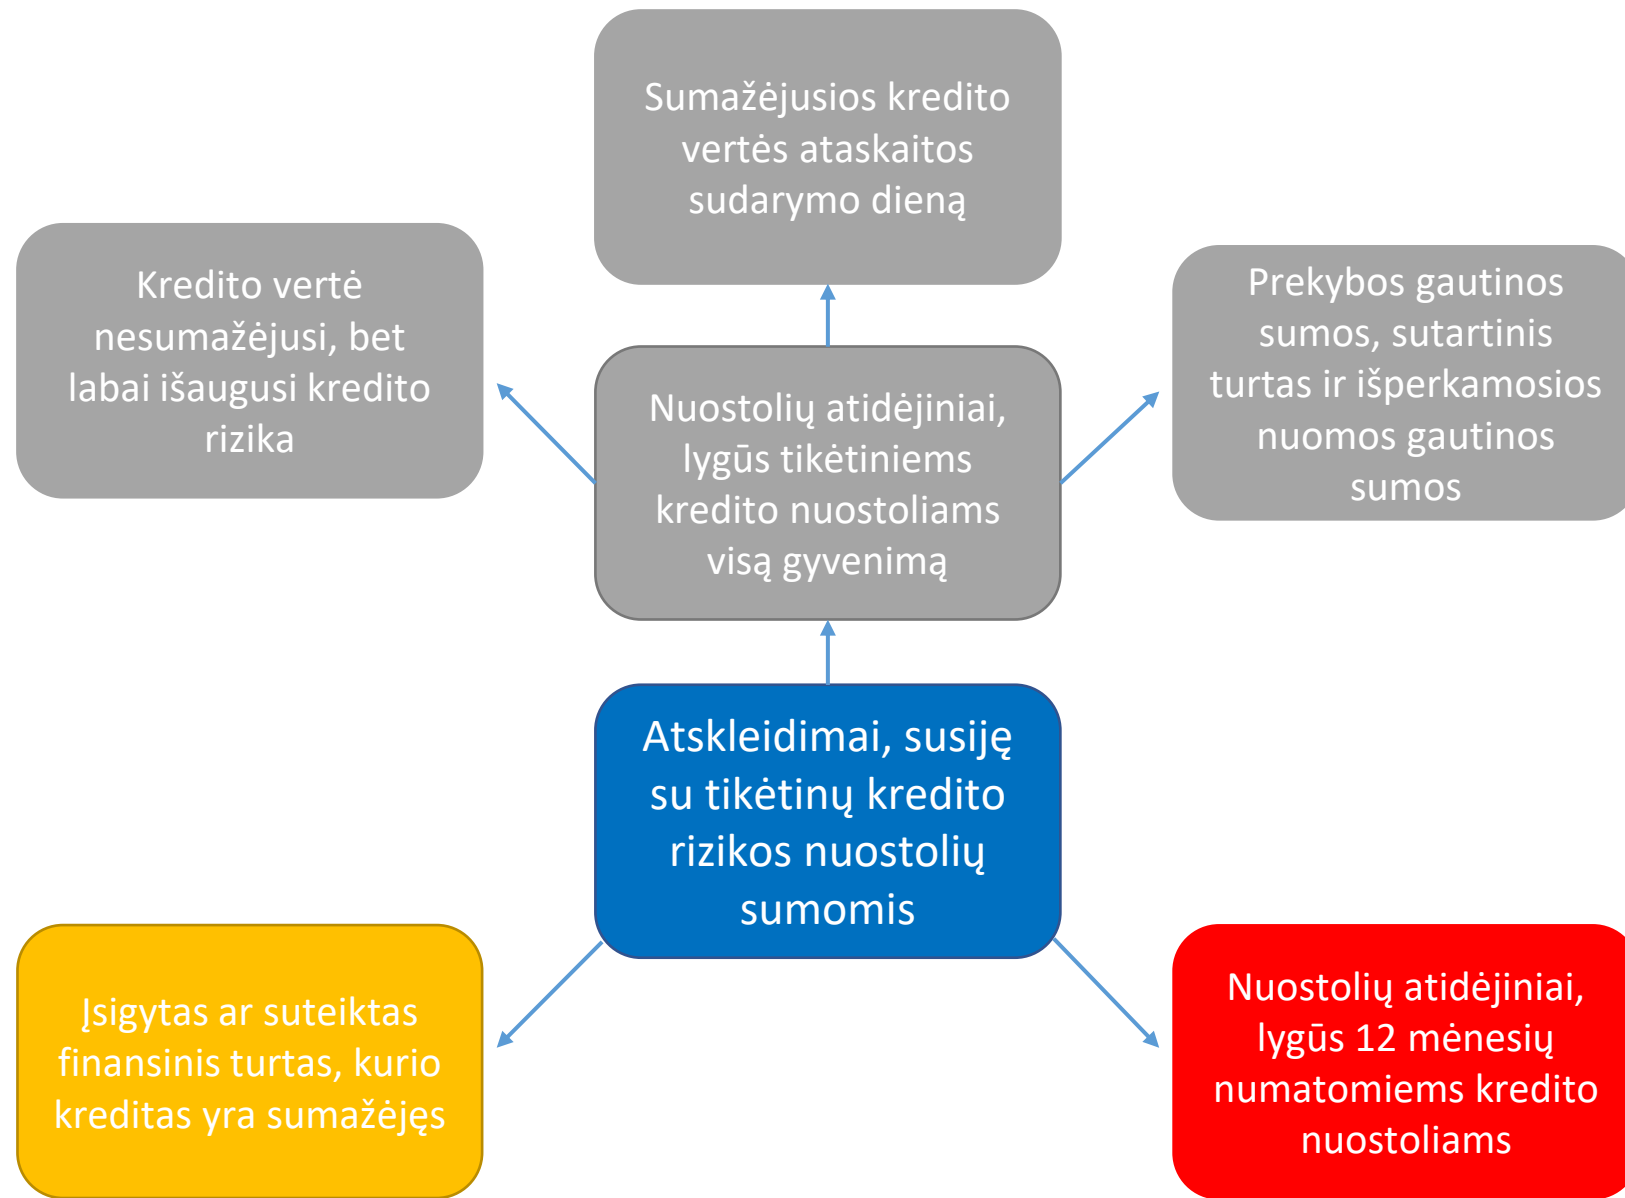 Sumažėjusios kredito
vertės ataskaitos
sudarymo dieną
Kredito vertė
nesumažėjusi, bet
labai išaugusi kredito
rizika
Prekybos gautinos
sumos, sutartinis
turtas ir išperkamosios
nuomos gautinos
sumos
Nuostolių atidėjiniai,
lygūs tikėtiniems
kredito nuostoliams
visą gyvenimą
Atskleidimai, susiję
su tikėtinų kredito
rizikos nuostolių
sumomis
Įsigytas ar suteiktas
finansinis turtas, kurio
kreditas yra sumažėjęs
Nuostolių atidėjiniai,
lygūs 12 mėnesių
numatomiems kredito
nuostoliams